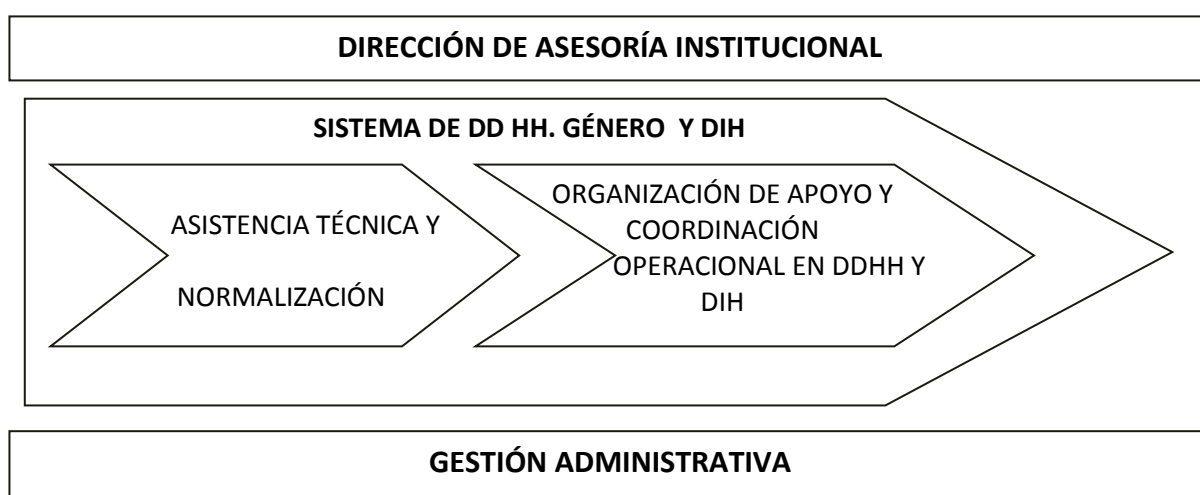 DIRECCIÓN DE ASESORÍA INSTITUCIONAL
SISTEMA DE DD HH. GÉNERO Y DIH
ASISTENCIA TÉCNICA Y
NORMALIZACIÓN
ORGANIZACIÓN DE APOYO Y
COORDINACIÓN
OPERACIONAL EN DDHH Y
DIH
GESTIÓN ADMINISTRATIVA